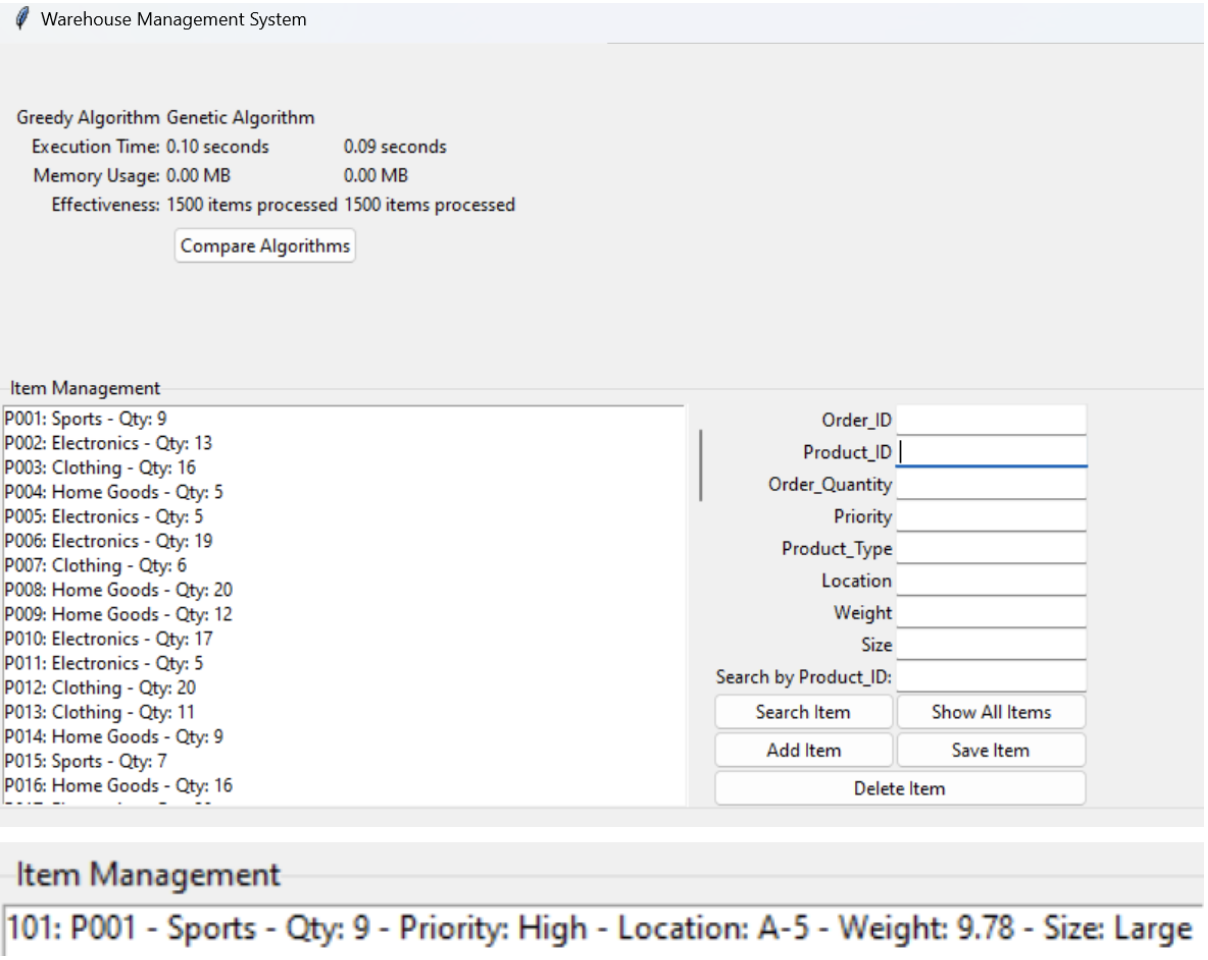 Warehouse Management System
Greedy Algorithm Genetic Algorithm
Execution Time: 0.10 seconds 0.09 seconds
Memory Usage: 0.00 MB 0.00 MB
Effectiveness: 1500 items processed 1500 items processed
Compare Algorithms
Item Management
P001: Sports - Qty: 9
P002: Electronics - Qty: 13
P003: Clothing - Qty: 16
P004: Home Goods - Qty: 5
P005: Electronics - Qty: 5
P006: Electronics - Qty: 19
P007: Clothing - Qty: 6
P008: Home Goods - Qty: 20
P009: Home Goods - Qty: 12
P010: Electronics - Qty: 17
P011: Electronics - Qty: 5
P012: Clothing - Qty: 20
P013: Clothing - Qty: 11
P014: Home Goods - Qty: 9
P015: Sports - Qty: 7
P016: Home Goods - Qty: 16
Order_ID
Product_ID
Order_Quantity
Priority
Product_Type
Location
Weight
Size
Search by Product_ID:
Search Item Show All Items
Add Item Save Item
Delete Item
Item Management
101: P001 - Sports - Qty: 9 - Priority: High - Location: A-5 - Weight: 9.78 - Size: Large